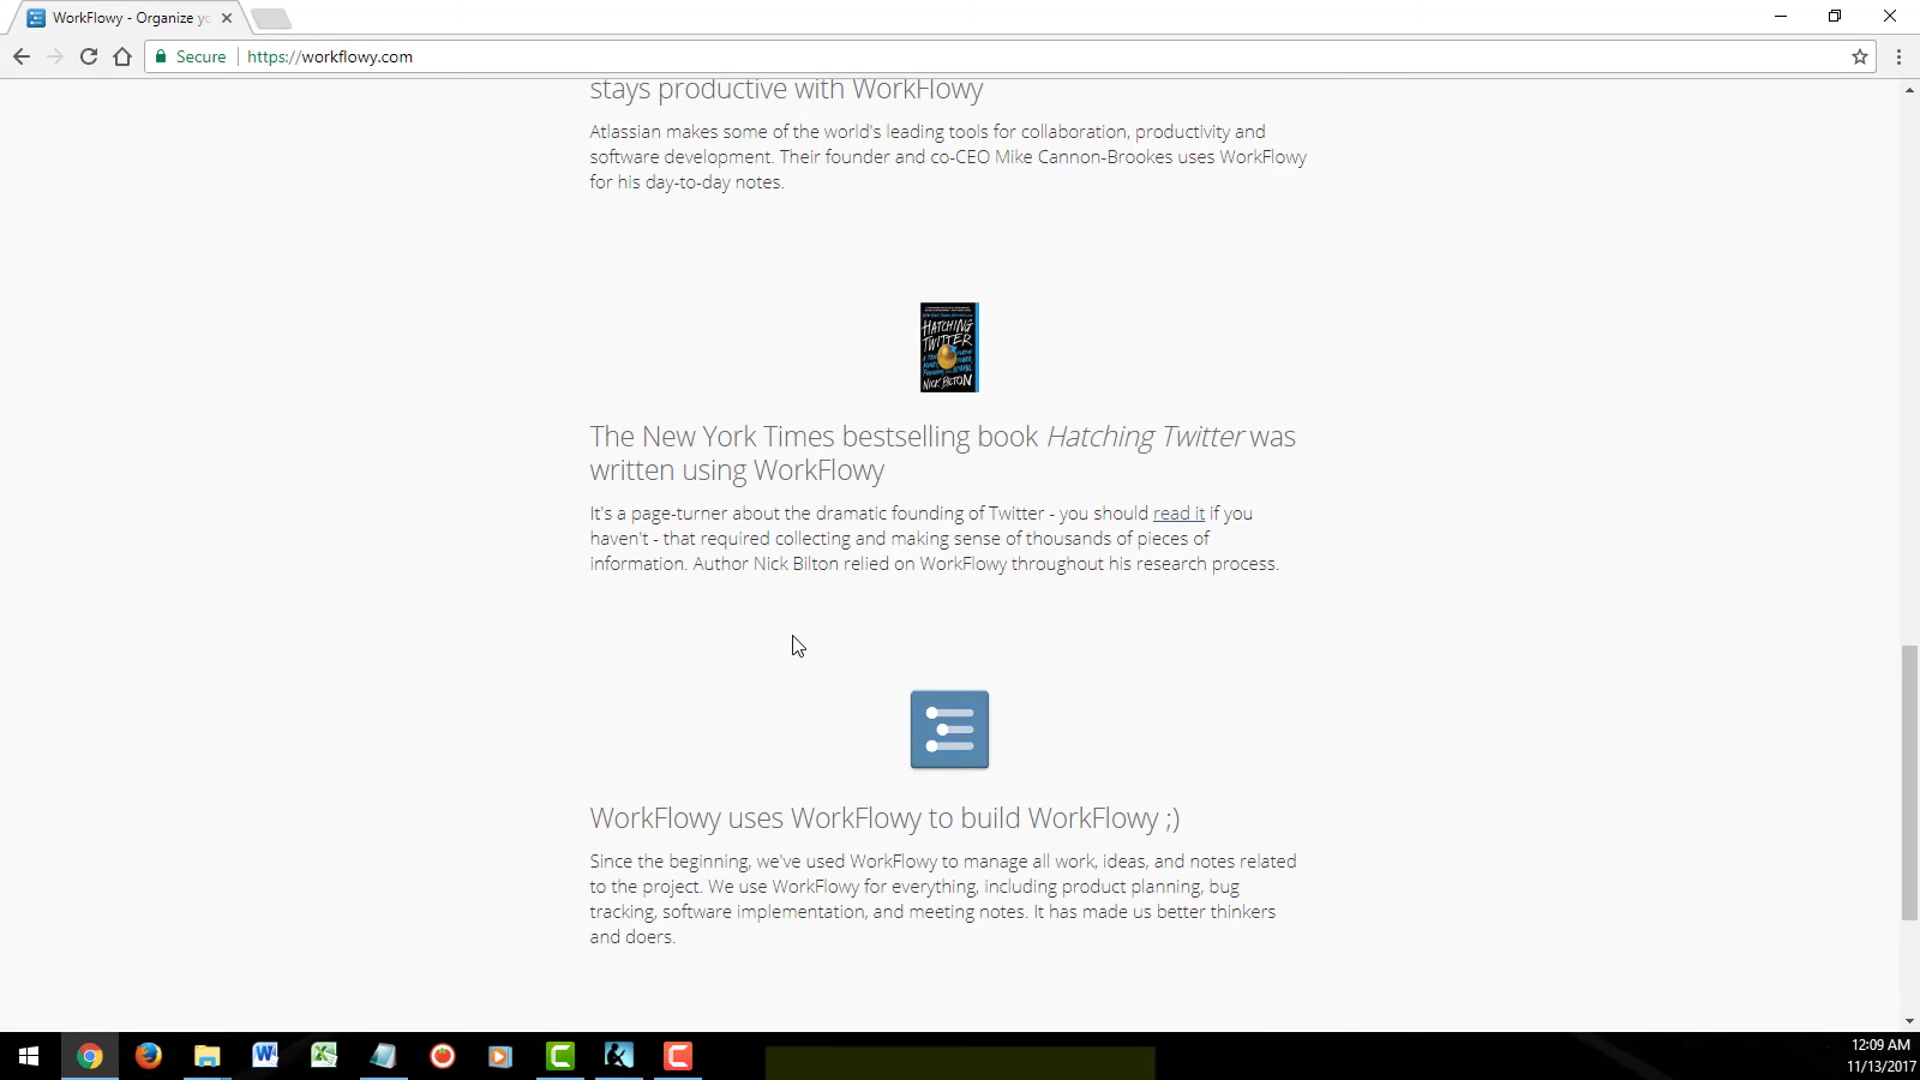 WorkFlowy - Organize yo
Secure
https://workflowy.com
stays productive with WorkFlowy
Atlassian makes some of the world's leading tools for collaboration, productivity and
software development. Their founder and co-CEO Mike Cannon-Brookes uses WorkFlowy
for his day-to-day notes.
HATCHING
TWITTER
NICK BILTON
The New York Times bestselling book Hatching Twitter was
written using WorkFlowy
It's a page-turner about the dramatic founding of Twitter - you should read it if you
haven't - that required collecting and making sense of thousands of pieces of
information. Author Nick Bilton relied on WorkFlowy throughout his research process.
WorkFlowy uses WorkFlowy to build WorkFlowy ;)
Since the beginning, we've used WorkFlowy to manage all work, ideas, and notes related
to the project. We use WorkFlowy for everything, including product planning, bug
tracking, software implementation, and meeting notes. It has made us better thinkers
and doers.
12:09 AM
11/13/2017